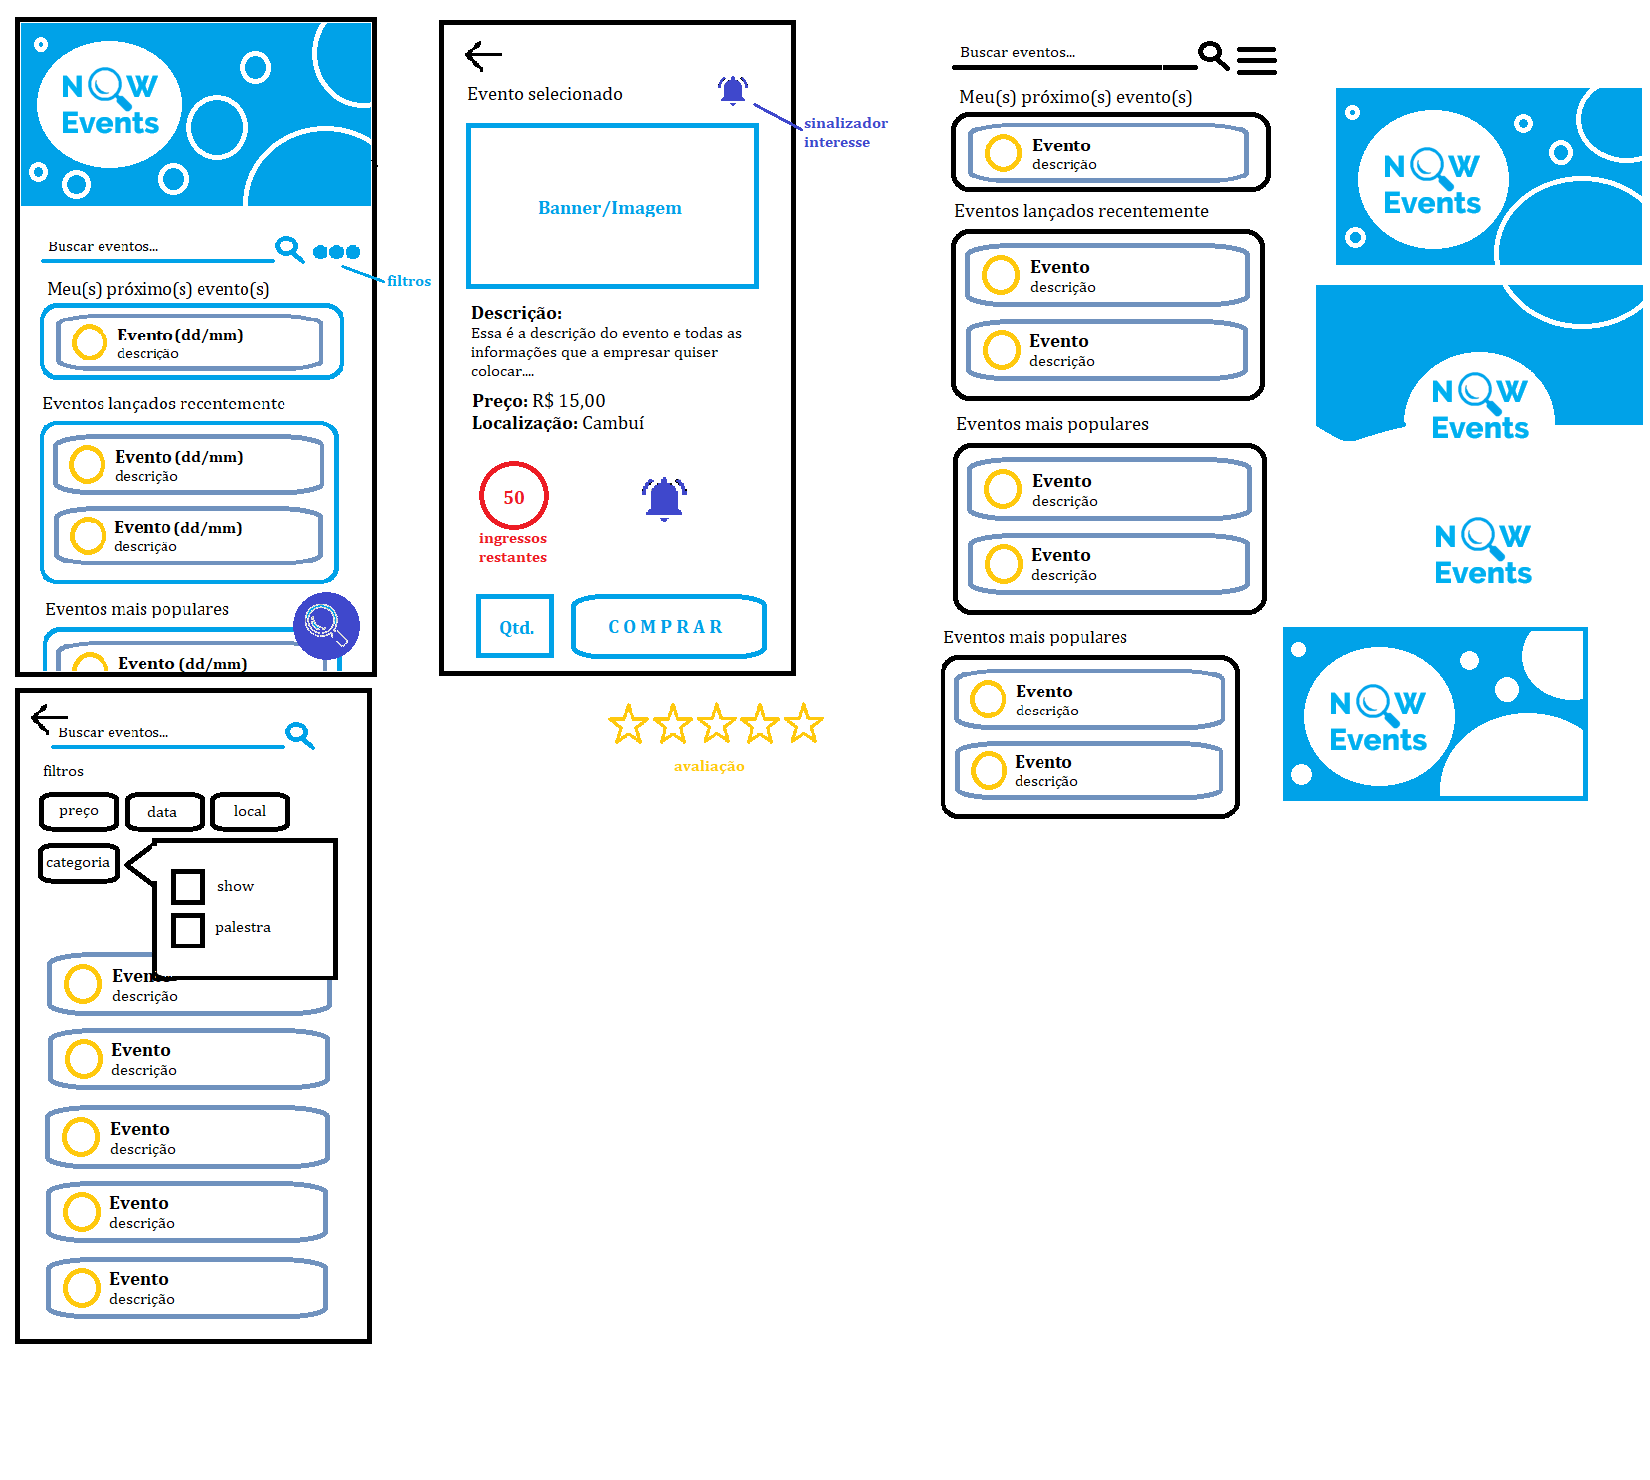 NOW
Events
Buscar eventos...
filtros
Meu(s) próximo(s) evento(s)
Evento (dd/mm)
descrição
Eventos lançados recentemente
Evento (dd/mm)
descrição
Evento (dd/mm)
descrição
Eventos mais populares
Evento (dd/mm)
Buscar eventos...
filtros
preço
data
local
categoria
show
palestra
descrição
Evento
descrição
Evento
descrição
Evento
descrição
Evento
descrição
Evento selecionado
sinalizador
interesse
Banner/Imagem
Descrição:
Essa é a descrição do evento e todas as
informações que a empresar quiser
colocar....
Preço: R$ 15,00
Localização: Cambuí
50
ingressos
restantes
Qtd.
COMPRAR
avaliação
Buscar eventos...
Meu(s) próximo(s) evento(s)
Evento
descrição
Eventos lançados recentemente
Evento
descrição
Evento
descrição
Eventos mais populares
Evento
descrição
Evento
descrição
Eventos mais populares
Evento
descrição
Evento
descrição
NOW
Events
NOW
Events
NOW
Events
NOW
Events